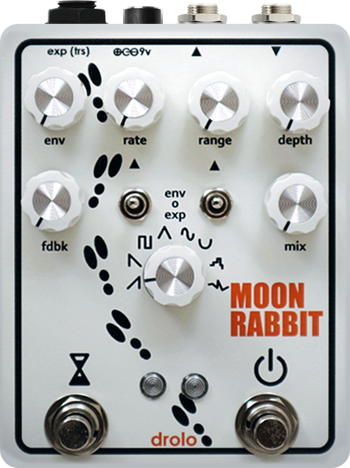 exp (trs) 9v
env rate range depth
env
o
exp
fdbk mix
MOON
RABBIT
drolo